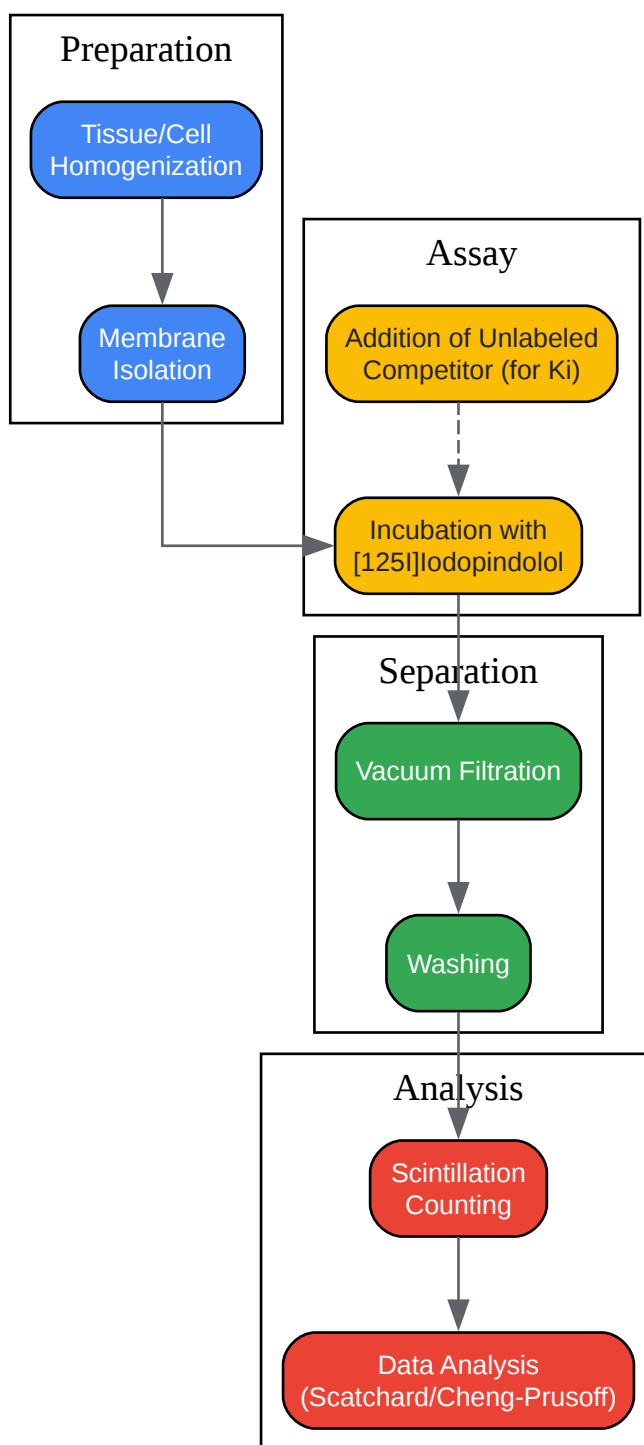 Preparation
Tissue/Cell
Homogenization
Membrane
Isolation
Assay
Addition of Unlabeled
Competitor (for Ki)
Incubation with
[125I]Iodopindolol
Separation
Vacuum Filtration
Washing
Analysis
Scintillation
Counting
Data Analysis
(Scatchard/Cheng-Prusoff)